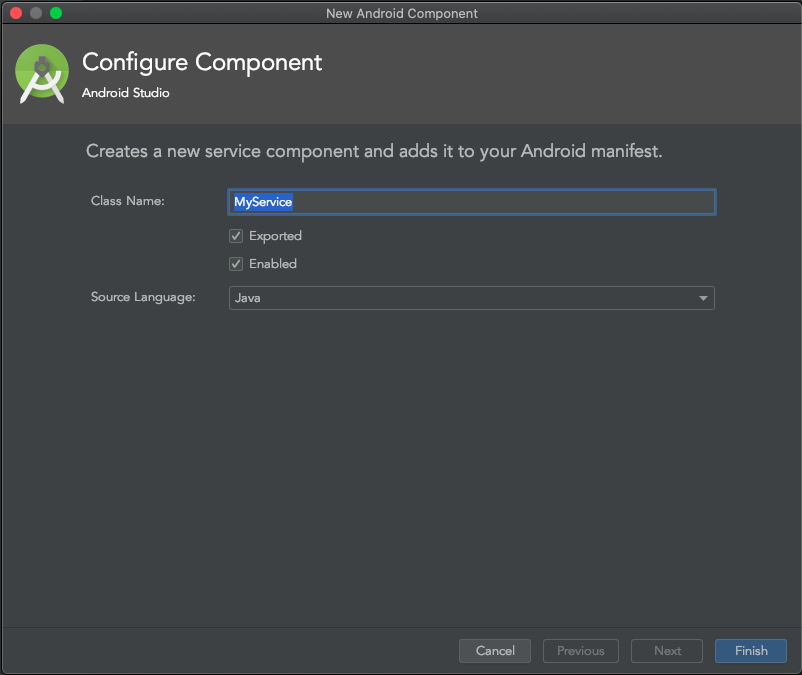 New Android Component
Configure Component
Android Studio
Creates a new service component and adds it to your Android manifest.
Class Name:
MyService
Exported
Enabled
Source Language:
Java
Cancel
Previous
Next
Finish